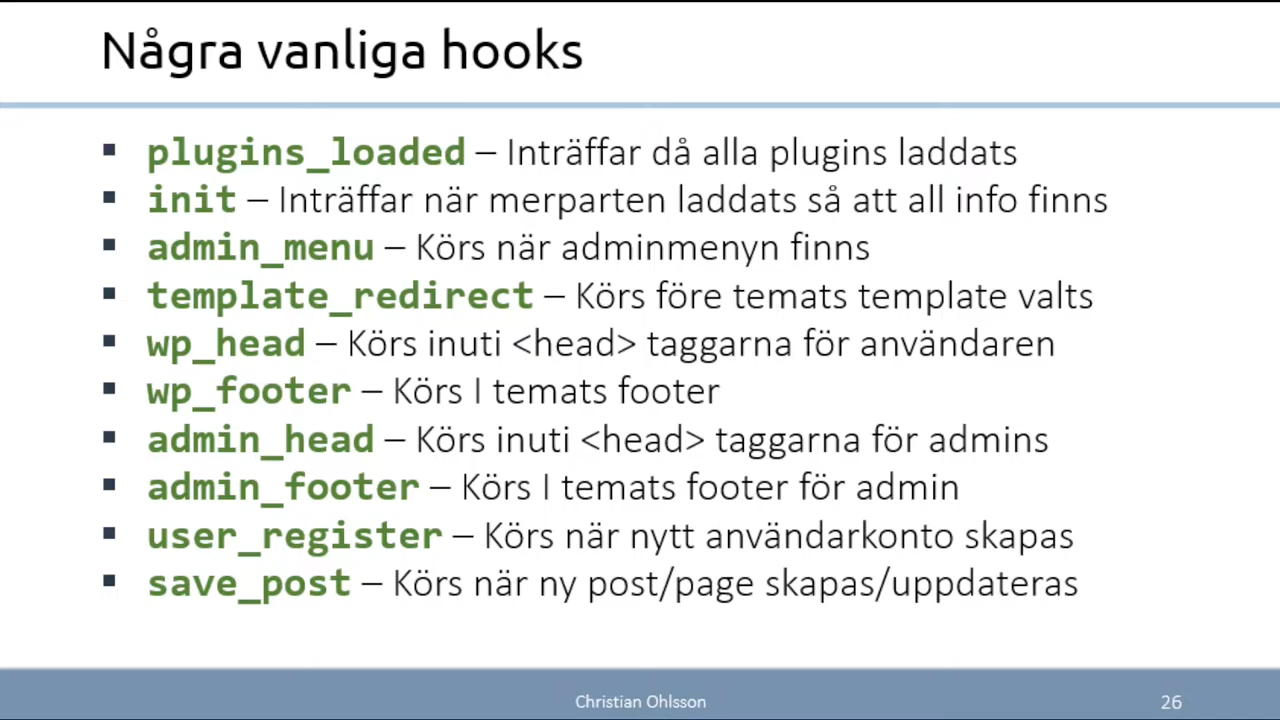 Några vanliga hooks
▪ plugins_loaded – Inträffar då alla plugins laddats
▪ init – Inträffar när merparten laddats så att all info finns
▪ admin_menu – Körs när adminmenyn finns
▪ template_redirect – Körs före temats template valts
▪ wp_head – Körs inuti <head> taggarna för användaren
▪ wp_footer – Körs I temats footer
▪ admin_head – Körs inuti <head> taggarna för admins
▪ admin_footer – Körs I temats footer för admin
▪ user_register – Körs när nytt användarkonto skapas
▪ save_post – Körs när ny post/page skapas/uppdateras
Christian Ohlsson
26